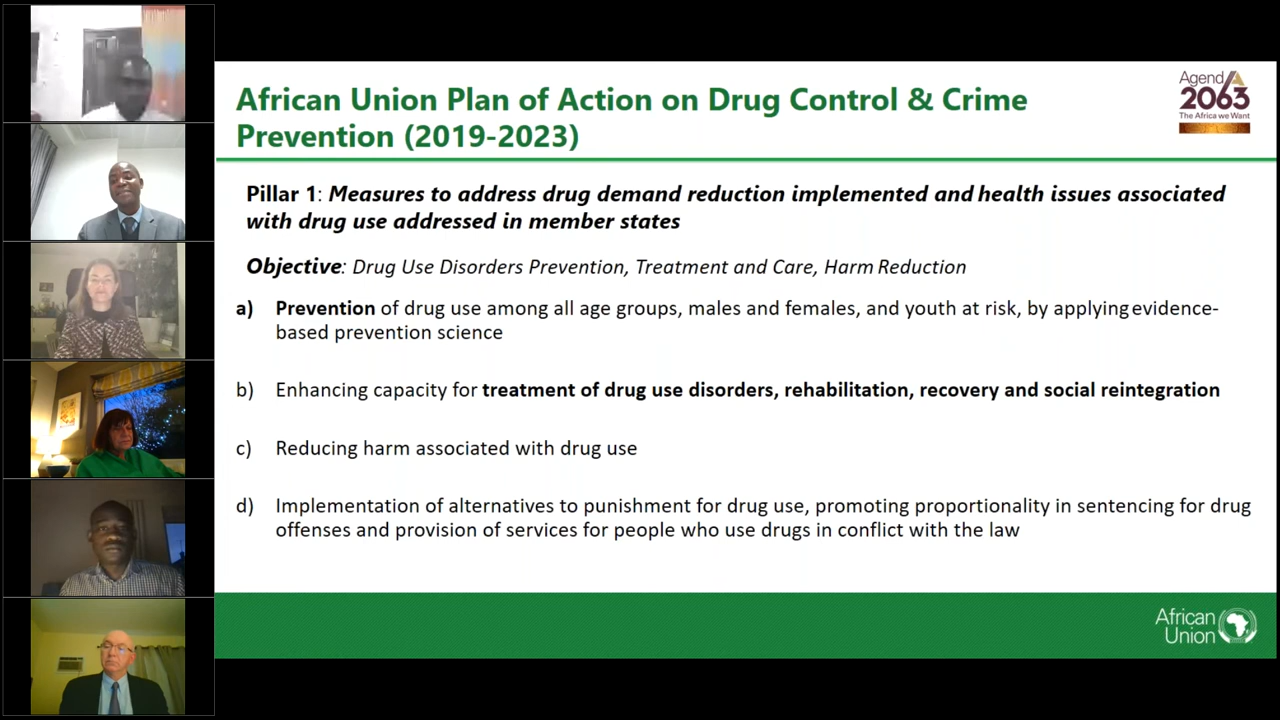 African Union Plan of Action on Drug Control & Crime
Prevention (2019-2023)
Agenda
2063
The Africa we Want
Pillar 1: Measures to address drug demand reduction implemented and health issues associated
with drug use addressed in member states
Objective: Drug Use Disorders Prevention, Treatment and Care, Harm Reduction
a) Prevention of drug use among all age groups, males and females, and youth at risk, by applying evidence-
based prevention science
b) Enhancing capacity for treatment of drug use disorders, rehabilitation, recovery and social reintegration
c) Reducing harm associated with drug use
d) Implementation of alternatives to punishment for drug use, promoting proportionality in sentencing for drug
offenses and provision of services for people who use drugs in conflict with the law
African
Union